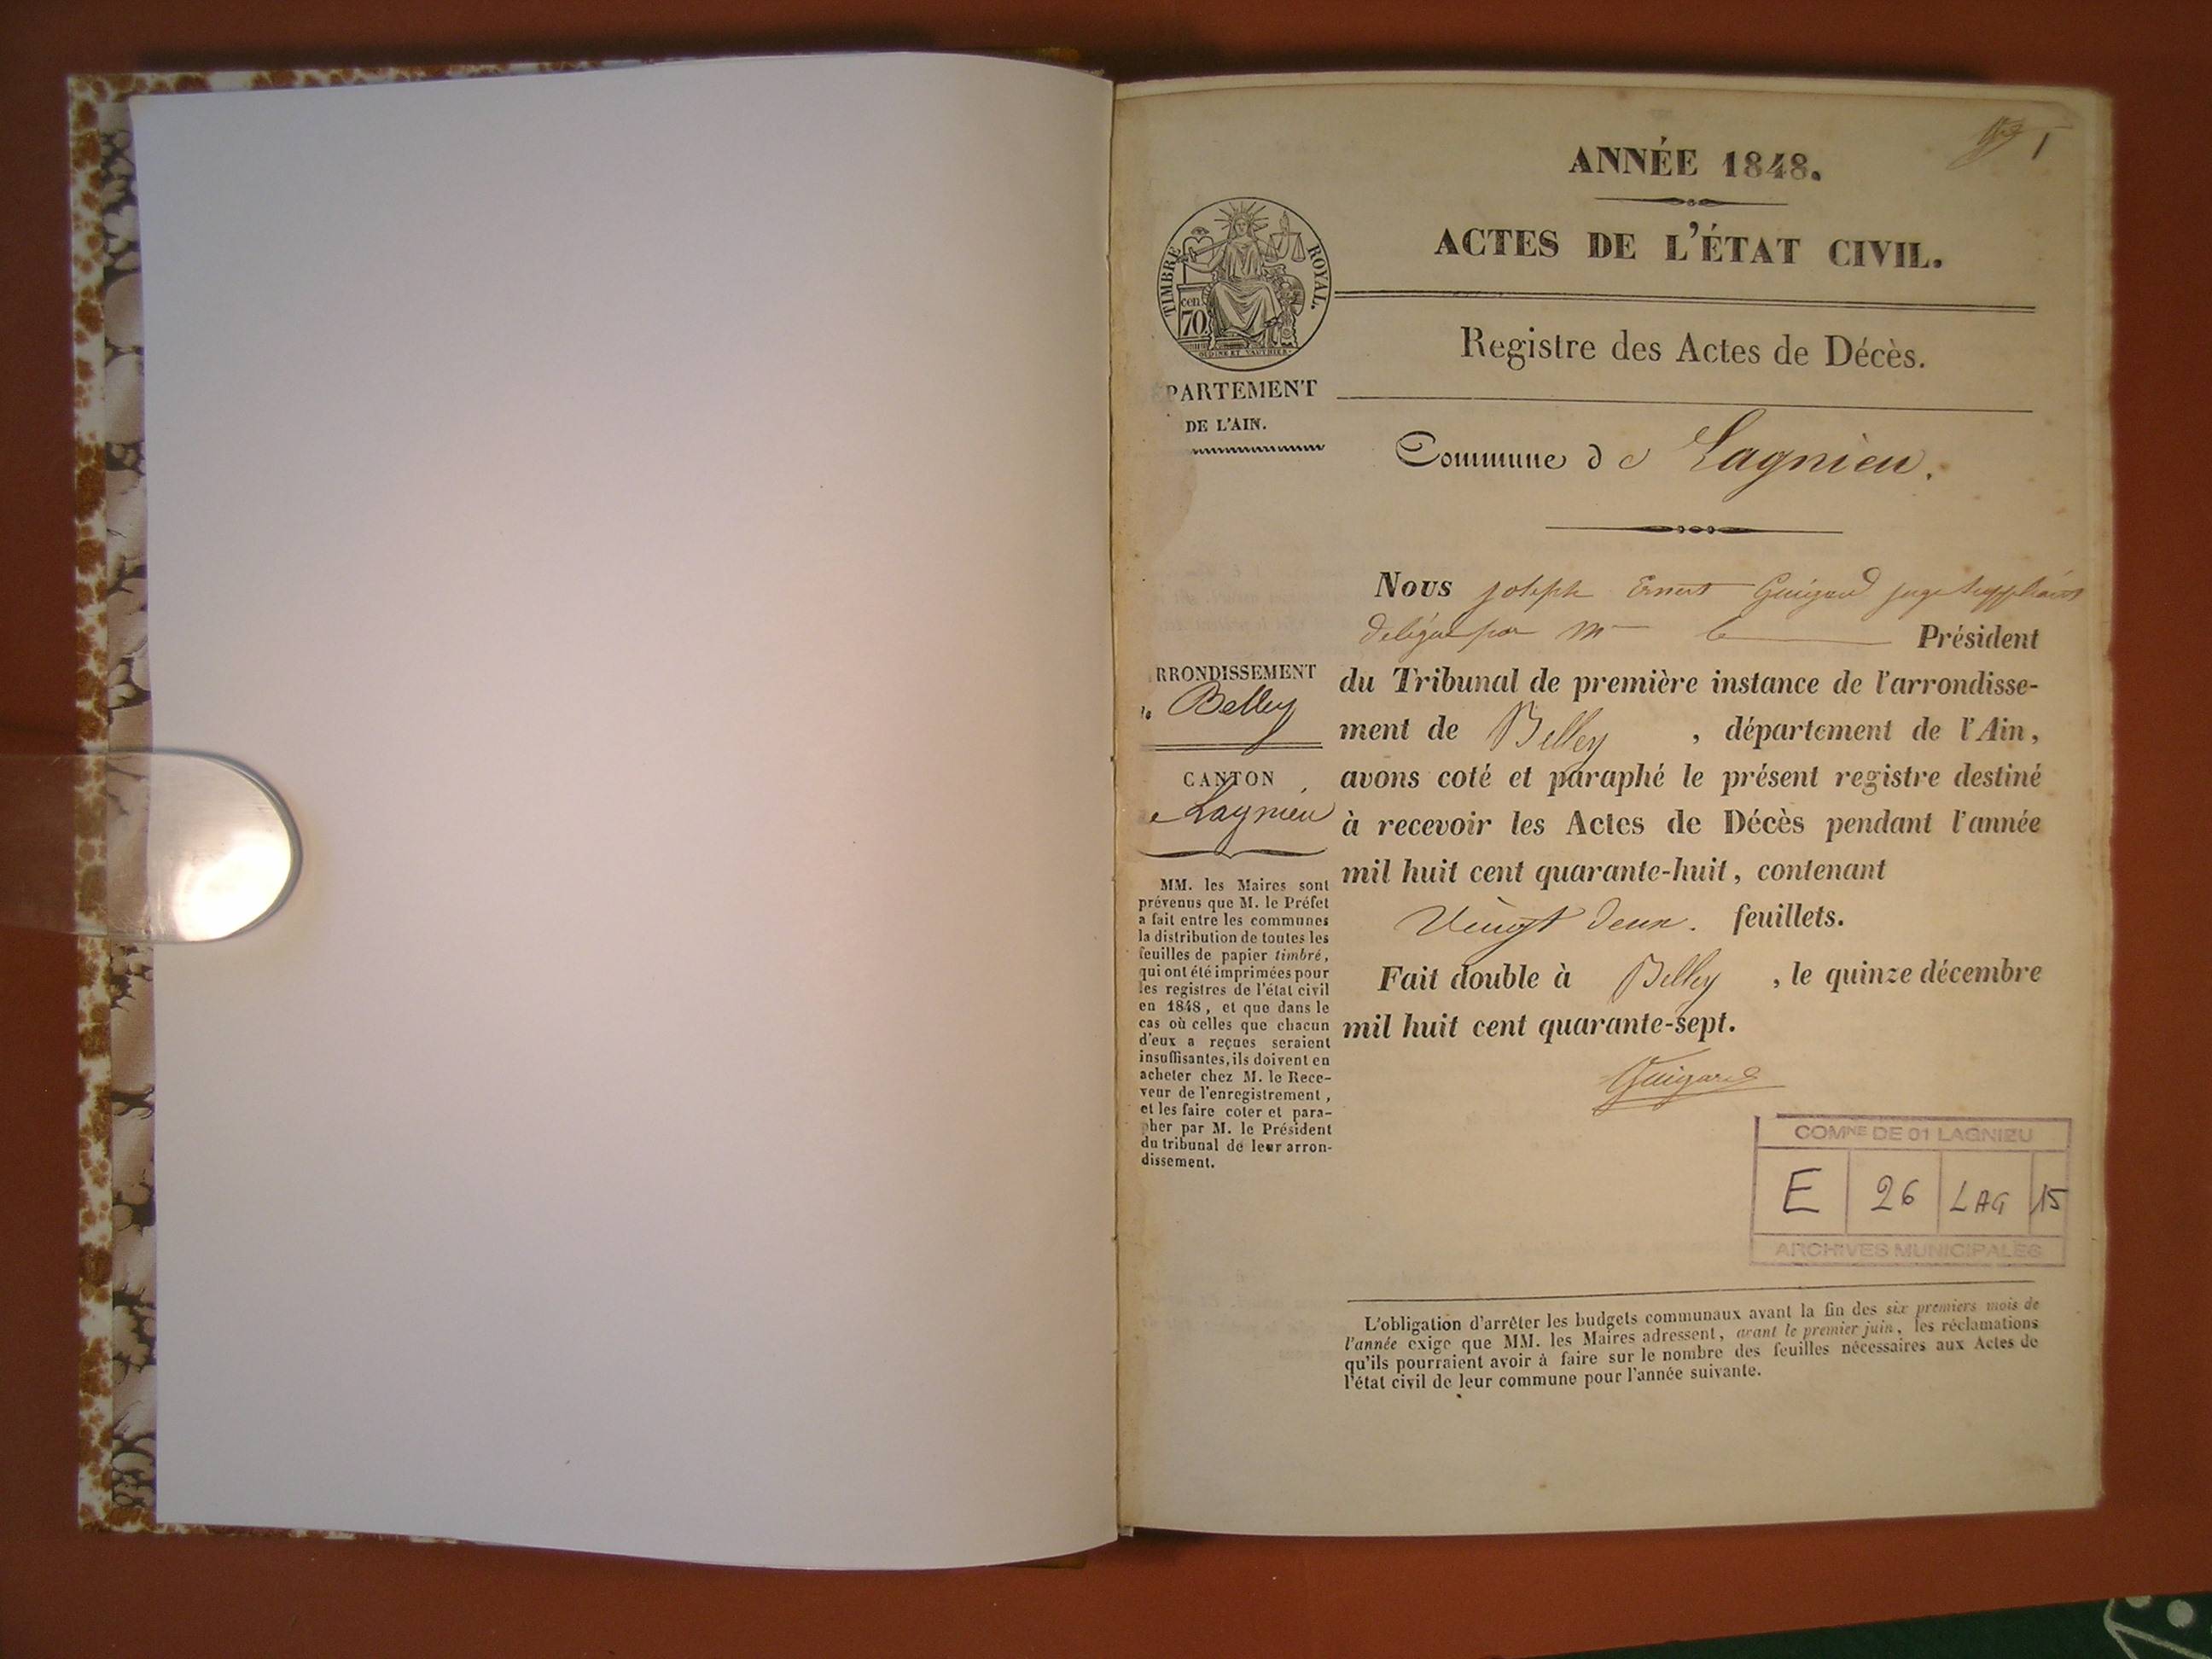 1
ANNÉE 1848.
ACTES DE L'ÉTAT CIVIL.
TIMBRE ROYAL.
cen
70
Registre des Actes de Décès.
PARTEMENT
DE L'AIN.
Commune de Lagnieu.
Nous joseph Ernest Guigard juge Suppléant
délégué par Mr le Président
du Tribunal de première instance de l'arrondisse-
ment de Belley , département de l'Ain,
avons coté et paraphé le présent registre destiné
à recevoir les Actes de Décès pendant l'année
mil huit cent quarante-huit, contenant
Vingt deux. feuillets.
Fait double à Belley , le quinze décembre
mil huit cent quarante-sept.
Guigard
RRONDISSEMENT
Belley
CANTON
e Lagnieu
MM. les Maires sont
prévenus que M. le Préfet
a fait entre les communes
la distribution de toutes les
feuilles de papier timbré,
qui ont été imprimées pour
les registres de l'état civil
en 1848, et que dans le
cas où celles que chacun
d'eux a reçues seraient
insuffisantes, ils doivent en
acheter chez M. le Rece-
veur de l'enregistrement,
et les faire coter et para-
pher par M. le Président
du tribunal de leur arron-
dissement.
COMNE DE 01 LAGNIEU
E 26 LAG 15
ARCHIVES MUNICIPALES
L'obligation d'arrêter les budgets communaux avant la fin des six premiers mois de
l'année exige que MM. les Maires adressent, avant le premier juin, les réclamations
qu'ils pourraient avoir à faire sur le nombre des feuilles nécessaires aux Actes de
l'état civil de leur commune pour l'année suivante.